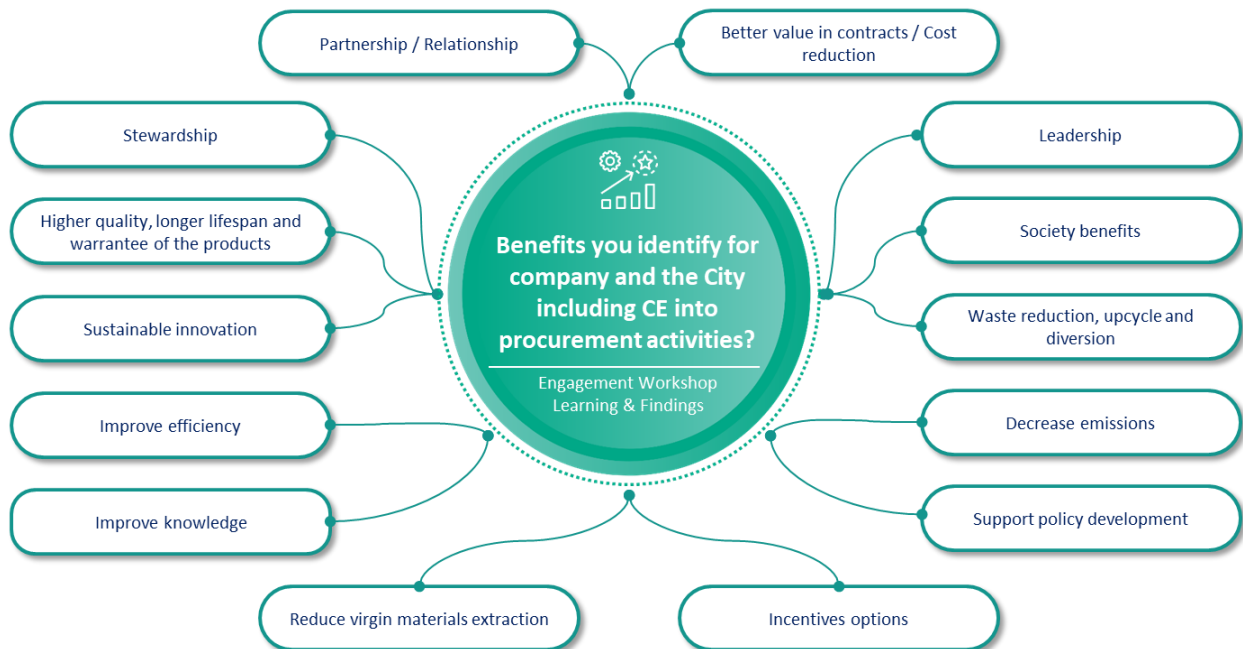 Partnership / Relationship
Better value in contracts / Cost
reduction
Stewardship
Leadership
Higher quality, longer lifespan and
warrantee of the products
Society benefits
Sustainable innovation
Waste reduction, upcycle and
diversion
Benefits you identify for
company and the City
including CE into
procurement activities?
Engagement Workshop
Learning & Findings
Improve efficiency
Decrease emissions
Improve knowledge
Support policy development
Reduce virgin materials extraction
Incentives options